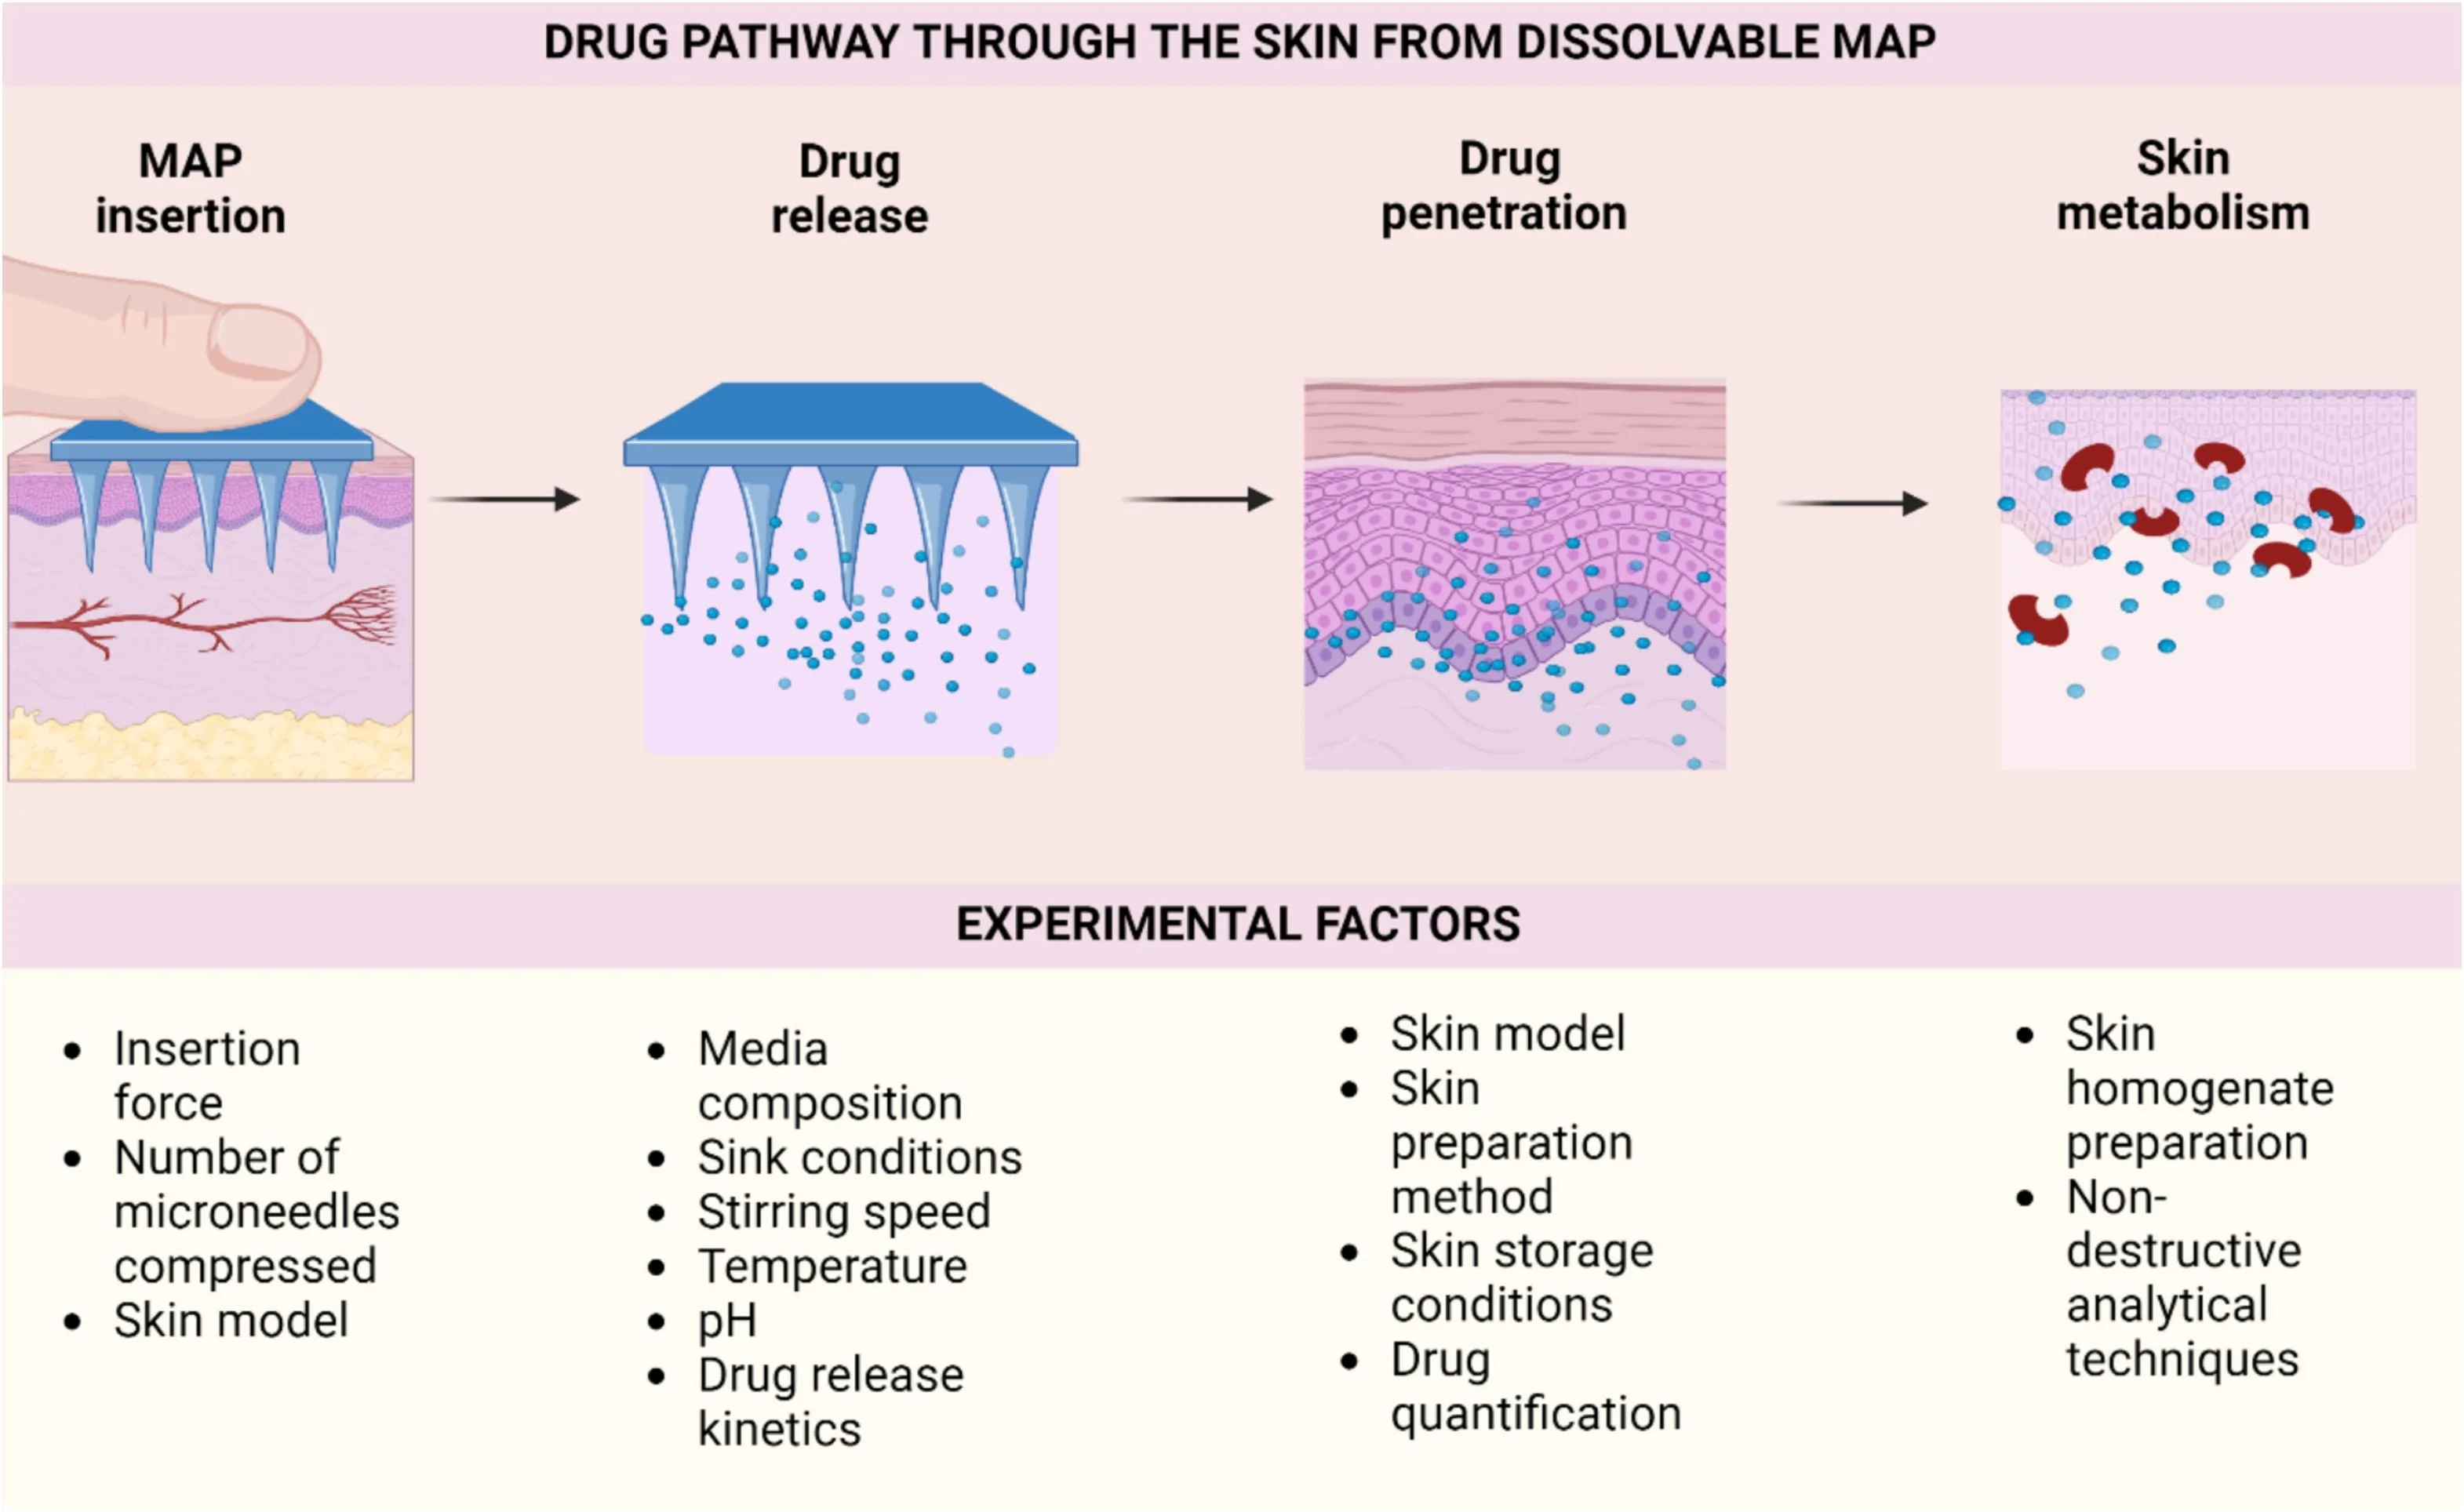 DRUG PATHWAY THROUGH THE SKIN FROM DISSOLVABLE MAP
MAP
insertion
Drug
release
Drug
penetration
Skin
metabolism
EXPERIMENTAL FACTORS
• Insertion
force
• Number of
microneedles
compressed
• Skin model
• Media
composition
• Sink conditions
• Stirring speed
• Temperature
• pH
• Drug release
kinetics
• Skin model
• Skin
preparation
method
• Skin storage
conditions
• Drug
quantification
• Skin
homogenate
preparation
• Non-
destructive
analytical
techniques